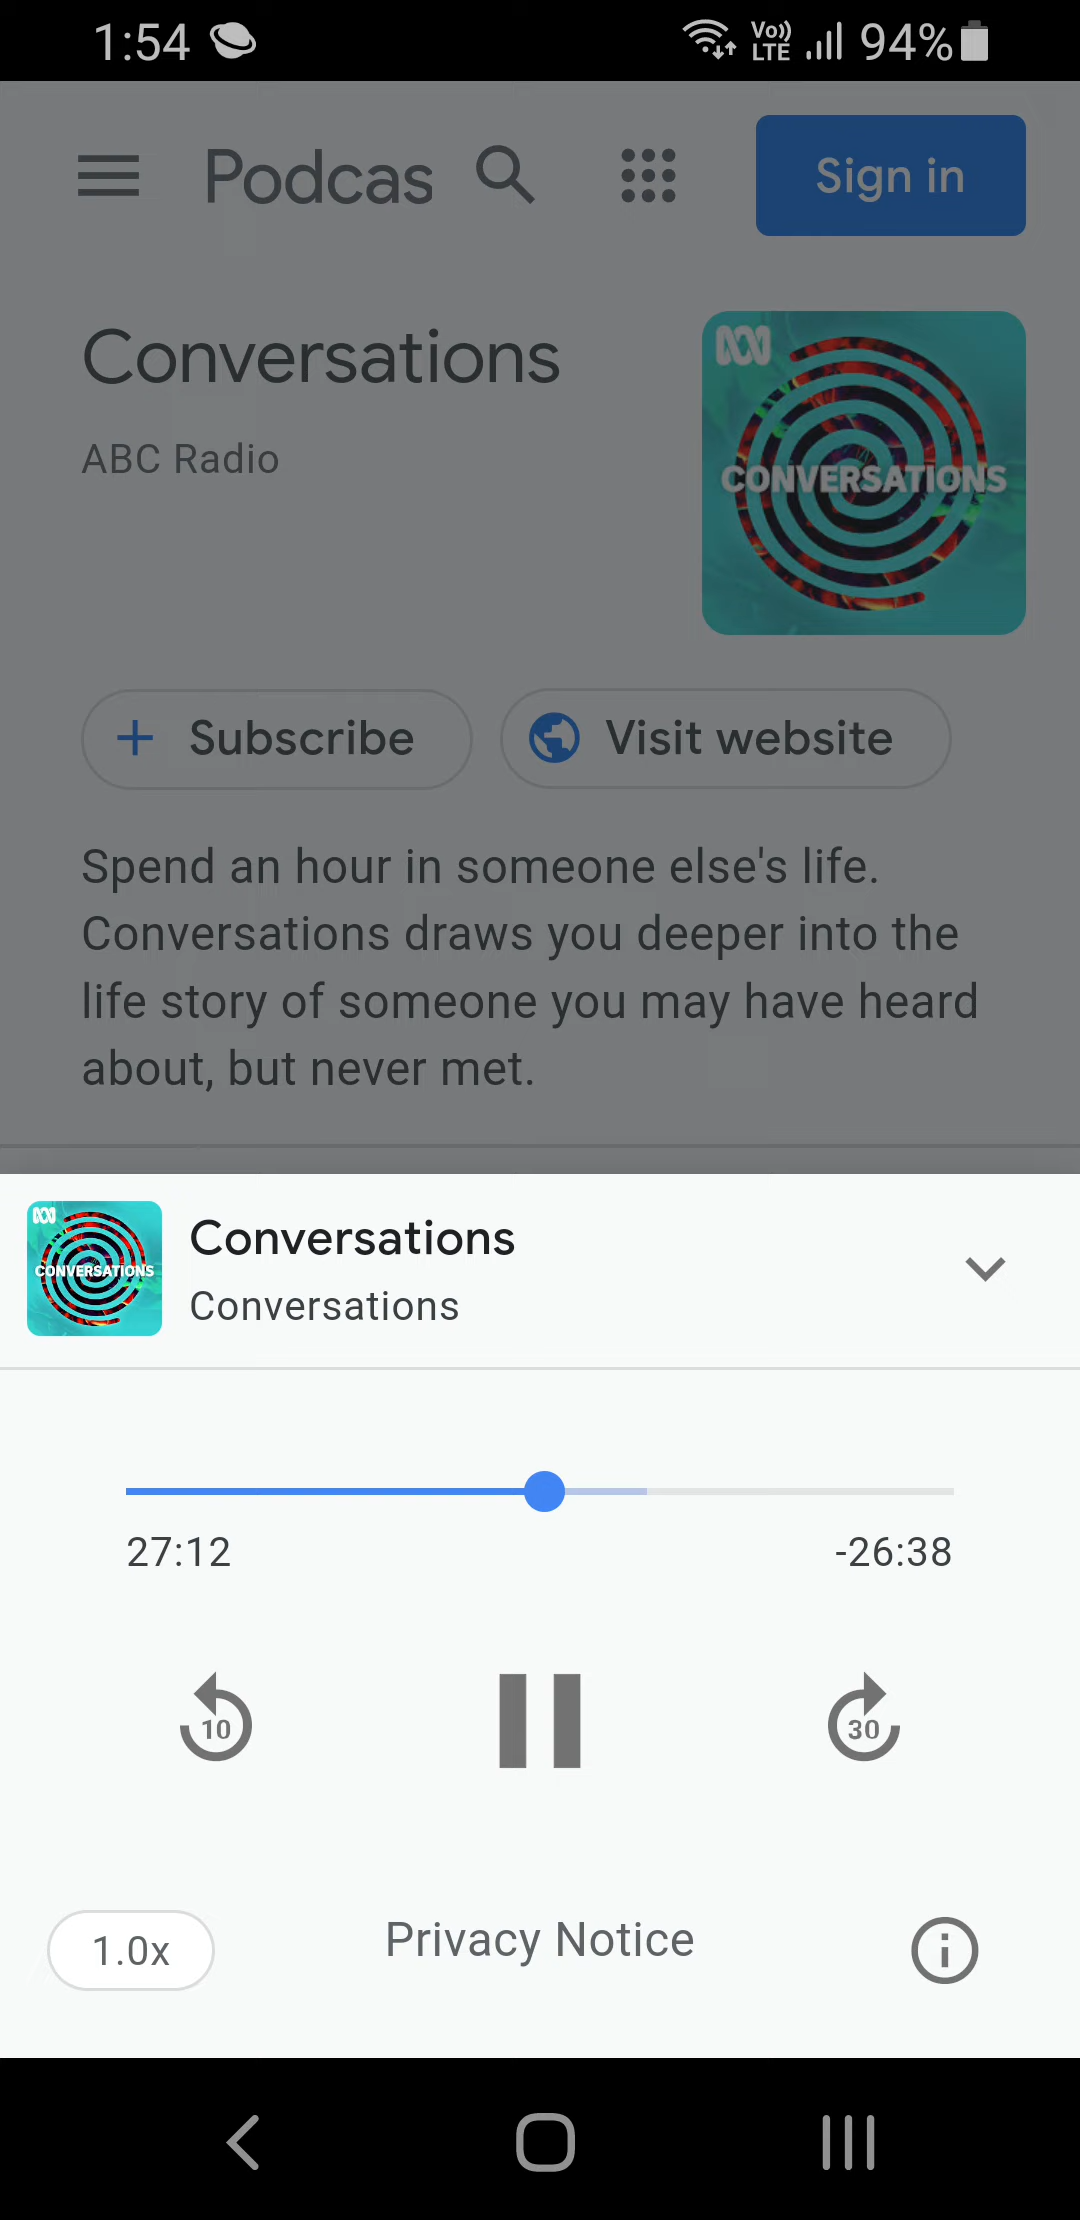 1:54
Vo)) LTE
94%
Podcas
Sign in
Conversations
ABC Radio
CONVERSATIONS
+ Subscribe
Visit website
Spend an hour in someone else's life.
Conversations draws you deeper into the
life story of someone you may have heard
about, but never met.
CONVERSATIONS
Conversations
Conversations
27:12
-26:38
10
30
1.0x
Privacy Notice